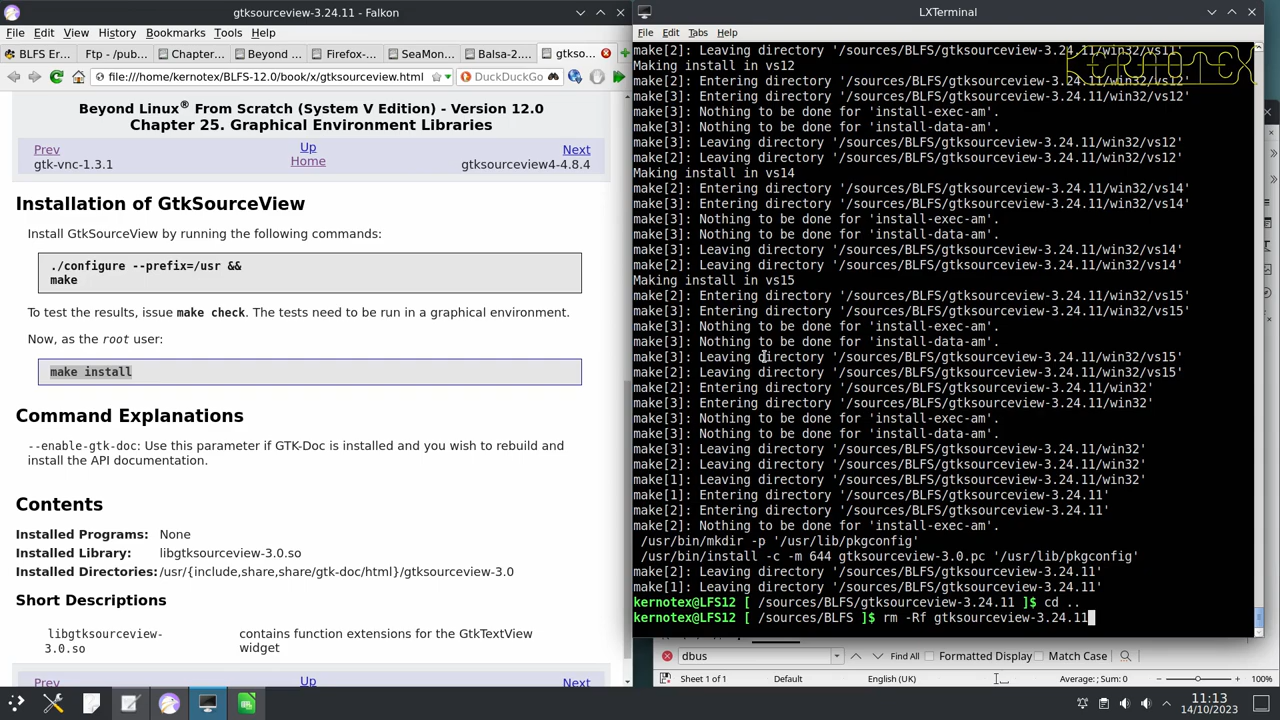 gtksourceview-3.24.11 - Falkon
File Edit View History Bookmarks Tools Help
BLFS Er... Ftp - /pub... Chapter... Beyond ... Firefox-... SeaMon... Balsa-2.... gtkso...
file:///home/kernotex/BLFS-12.0/book/x/gtksourceview.html DuckDuckGo
Beyond Linux® From Scratch (System V Edition) - Version 12.0
Chapter 25. Graphical Environment Libraries
Prev Up Next
gtk-vnc-1.3.1 Home gtksourceview4-4.8.4
Installation of GtkSourceView
Install GtkSourceView by running the following commands:
./configure --prefix=/usr &&
make
To test the results, issue make check. The tests need to be run in a graphical environment.
Now, as the root user:
make install
Command Explanations
--enable-gtk-doc: Use this parameter if GTK-Doc is installed and you wish to rebuild and
install the API documentation.
Contents
Installed Programs: None
Installed Library: libgtksourceview-3.0.so
Installed Directories: /usr/{include,share,share/gtk-doc/html}/gtksourceview-3.0
Short Descriptions
libgtksourceview-
3.0.so
contains function extensions for the GtkTextView
widget
Prev Up Next
LXTerminal
File Edit Tabs Help
KERNOTEX
make[2]: Leaving directory '/sources/BLFS/gtksourceview-3.24.11/win32/vs11'
Making install in vs12
make[2]: Entering directory '/sources/BLFS/gtksourceview-3.24.11/win32/vs12'
make[3]: Entering directory '/sources/BLFS/gtksourceview-3.24.11/win32/vs12'
make[3]: Nothing to be done for 'install-exec-am'.
make[3]: Nothing to be done for 'install-data-am'.
make[3]: Leaving directory '/sources/BLFS/gtksourceview-3.24.11/win32/vs12'
make[2]: Leaving directory '/sources/BLFS/gtksourceview-3.24.11/win32/vs12'
Making install in vs14
make[2]: Entering directory '/sources/BLFS/gtksourceview-3.24.11/win32/vs14'
make[3]: Entering directory '/sources/BLFS/gtksourceview-3.24.11/win32/vs14'
make[3]: Nothing to be done for 'install-exec-am'.
make[3]: Nothing to be done for 'install-data-am'.
make[3]: Leaving directory '/sources/BLFS/gtksourceview-3.24.11/win32/vs14'
make[2]: Leaving directory '/sources/BLFS/gtksourceview-3.24.11/win32/vs14'
Making install in vs15
make[2]: Entering directory '/sources/BLFS/gtksourceview-3.24.11/win32/vs15'
make[3]: Entering directory '/sources/BLFS/gtksourceview-3.24.11/win32/vs15'
make[3]: Nothing to be done for 'install-exec-am'.
make[3]: Nothing to be done for 'install-data-am'.
make[3]: Leaving directory '/sources/BLFS/gtksourceview-3.24.11/win32/vs15'
make[2]: Leaving directory '/sources/BLFS/gtksourceview-3.24.11/win32/vs15'
make[2]: Entering directory '/sources/BLFS/gtksourceview-3.24.11/win32'
make[3]: Entering directory '/sources/BLFS/gtksourceview-3.24.11/win32'
make[3]: Nothing to be done for 'install-exec-am'.
make[3]: Nothing to be done for 'install-data-am'.
make[3]: Leaving directory '/sources/BLFS/gtksourceview-3.24.11/win32'
make[2]: Leaving directory '/sources/BLFS/gtksourceview-3.24.11/win32'
make[1]: Leaving directory '/sources/BLFS/gtksourceview-3.24.11/win32'
make[1]: Entering directory '/sources/BLFS/gtksourceview-3.24.11'
make[2]: Entering directory '/sources/BLFS/gtksourceview-3.24.11'
make[2]: Nothing to be done for 'install-exec-am'.
/usr/bin/mkdir -p '/usr/lib/pkgconfig'
/usr/bin/install -c -m 644 gtksourceview-3.0.pc '/usr/lib/pkgconfig'
make[2]: Leaving directory '/sources/BLFS/gtksourceview-3.24.11'
make[1]: Leaving directory '/sources/BLFS/gtksourceview-3.24.11'
kernotex@LFS12 [ /sources/BLFS/gtksourceview-3.24.11 ]$ cd ..
kernotex@LFS12 [ /sources/BLFS ]$ rm -Rf gtksourceview-3.24.11
dbus Find All Formatted Display Match Case
Sheet 1 of 1 Default English (UK) Average: ; Sum: 0 100%
11:13
14/10/2023